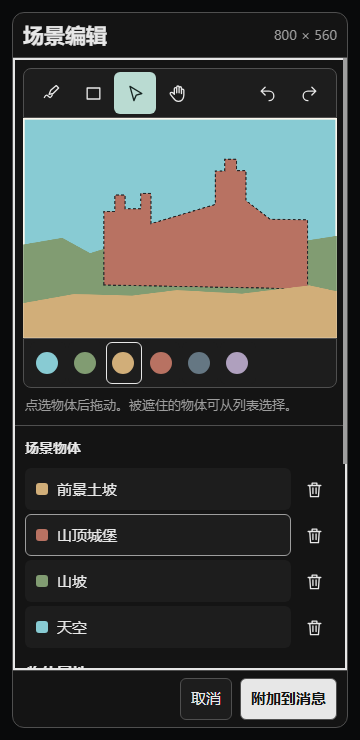 场景编辑
800 × 560
点选物体后拖动。被遮住的物体可从列表选择。
场景物体
前景土坡
山顶城堡
山坡
天空
取消
附加到消息